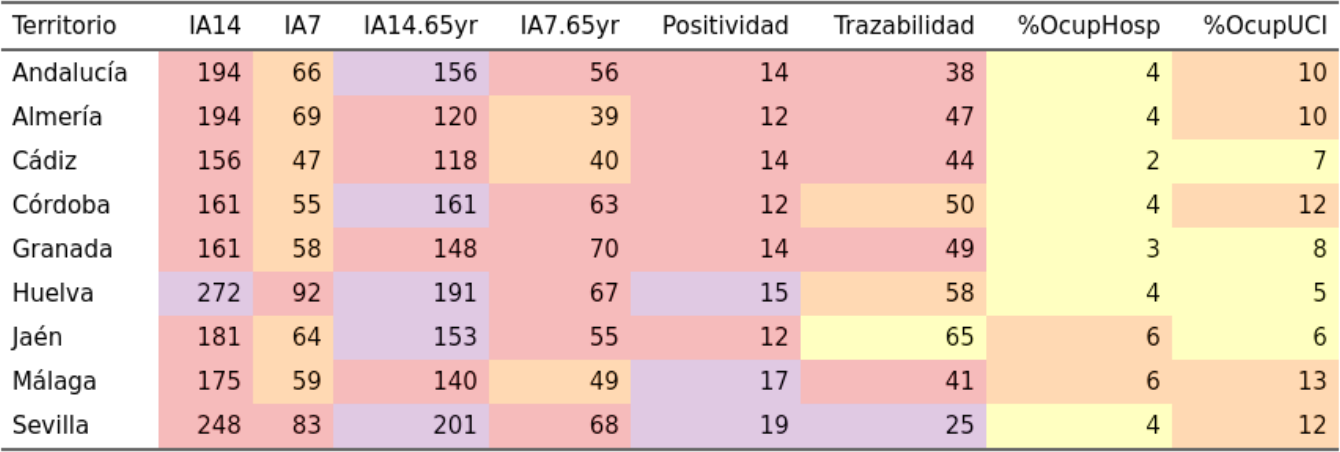 Territorio IA14 IA7 IA14.65yr IA7.65yr Positividad Trazabilidad %OcupHosp %OcupUCI
Andalucía 194 66 156 56 14 38 4 10
Almería 194 69 120 39 12 47 4 10
Cádiz 156 47 118 40 14 44 2 7
Córdoba 161 55 161 63 12 50 4 12
Granada 161 58 148 70 14 49 3 8
Huelva 272 92 191 67 15 58 4 5
Jaén 181 64 153 55 12 65 6 6
Málaga 175 59 140 49 17 41 6 13
Sevilla 248 83 201 68 19 25 4 12